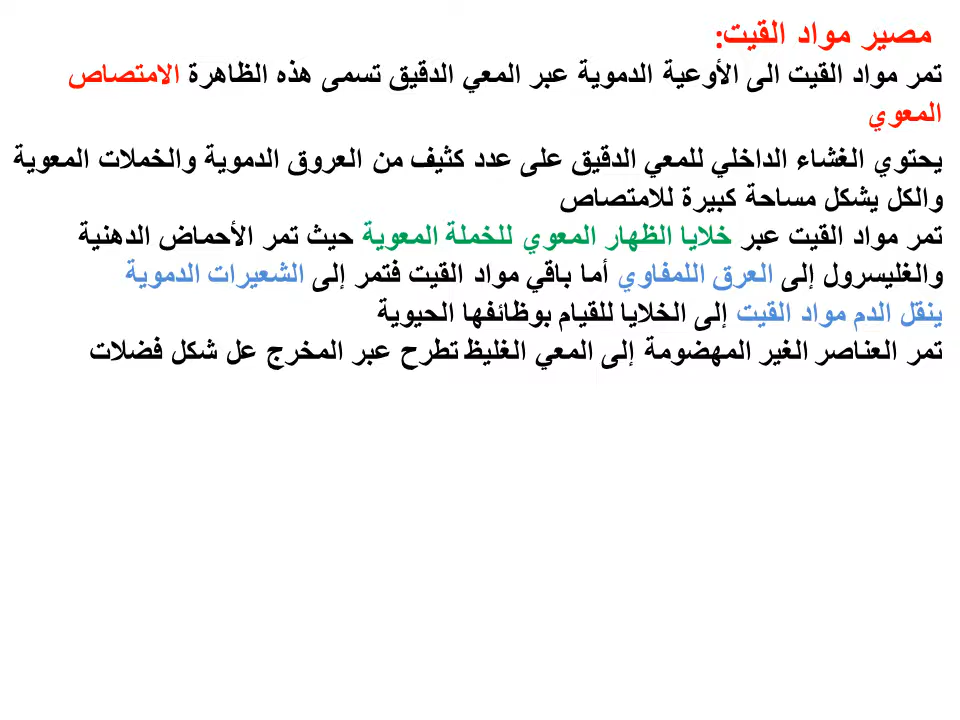 مصير مواد القيت:
تمر مواد القيت الى الأوعية الدموية عبر المعي الدقيق تسمى هذه الظاهرة الامتصاص
المعوي
يحتوي الغشاء الداخلي للمعي الدقيق على عدد كثيف من العروق الدموية والخملات المعوية
والكل يشكل مساحة كبيرة للامتصاص
تمر مواد القيت عبر خلايا الظهار المعوي للخملة المعوية حيث تمر الأحماض الدهنية
والغليسرول إلى العرق اللمفاوي أما باقي مواد القيت فتمر إلى الشعيرات الدموية
ينقل الدم مواد القيت إلى الخلايا للقيام بوظائفها الحيوية
تمر العناصر الغير المهضومة إلى المعي الغليظ تطرح عبر المخرج عل شكل فضلات